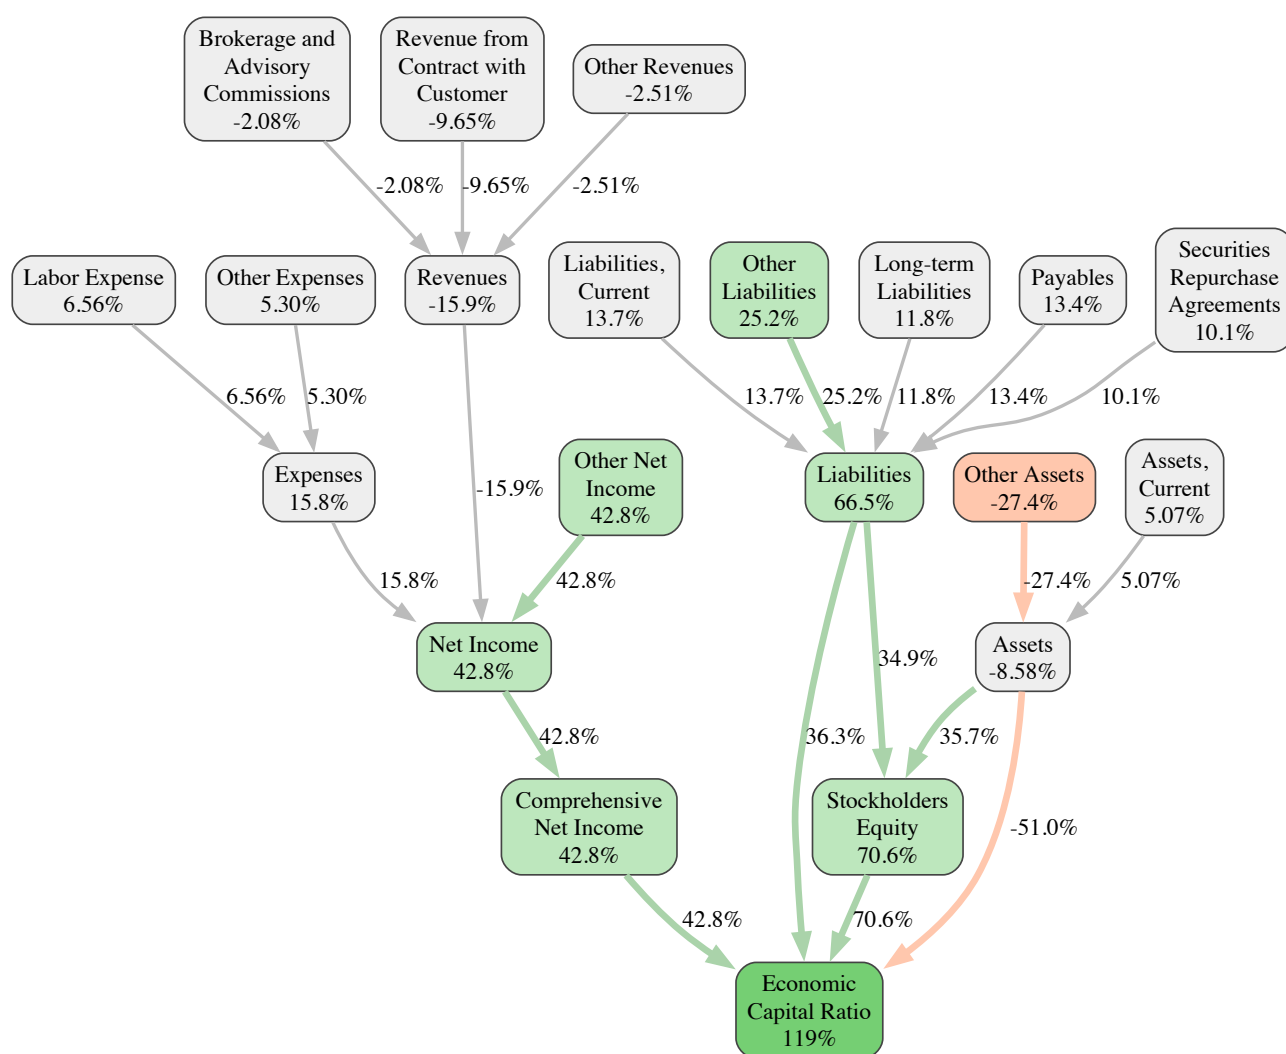 Brokerage and
Advisory
Commissions
-2.08%
Revenue from
Contract with
Customer
-9.65%
Other Revenues
-2.51%
-2.08%
-9.65%
-2.51%
Labor Expense
6.56%
Other Expenses
5.30%
Revenues
-15.9%
Liabilities,
Current
13.7%
Other
Liabilities
25.2%
Long-term
Liabilities
11.8%
Payables
13.4%
Securities
Repurchase
Agreements
10.1%
6.56%
5.30%
13.7%
25.2%
11.8%
13.4%
10.1%
Expenses
15.8%
-15.9%
Other Net
Income
42.8%
Liabilities
66.5%
Other Assets
-27.4%
Assets,
Current
5.07%
15.8%
42.8%
-27.4%
5.07%
Net Income
42.8%
34.9%
Assets
-8.58%
42.8%
36.3%
35.7%
Comprehensive
Net Income
42.8%
Stockholders
Equity
70.6%
-51.0%
42.8%
70.6%
Economic
Capital Ratio
119%